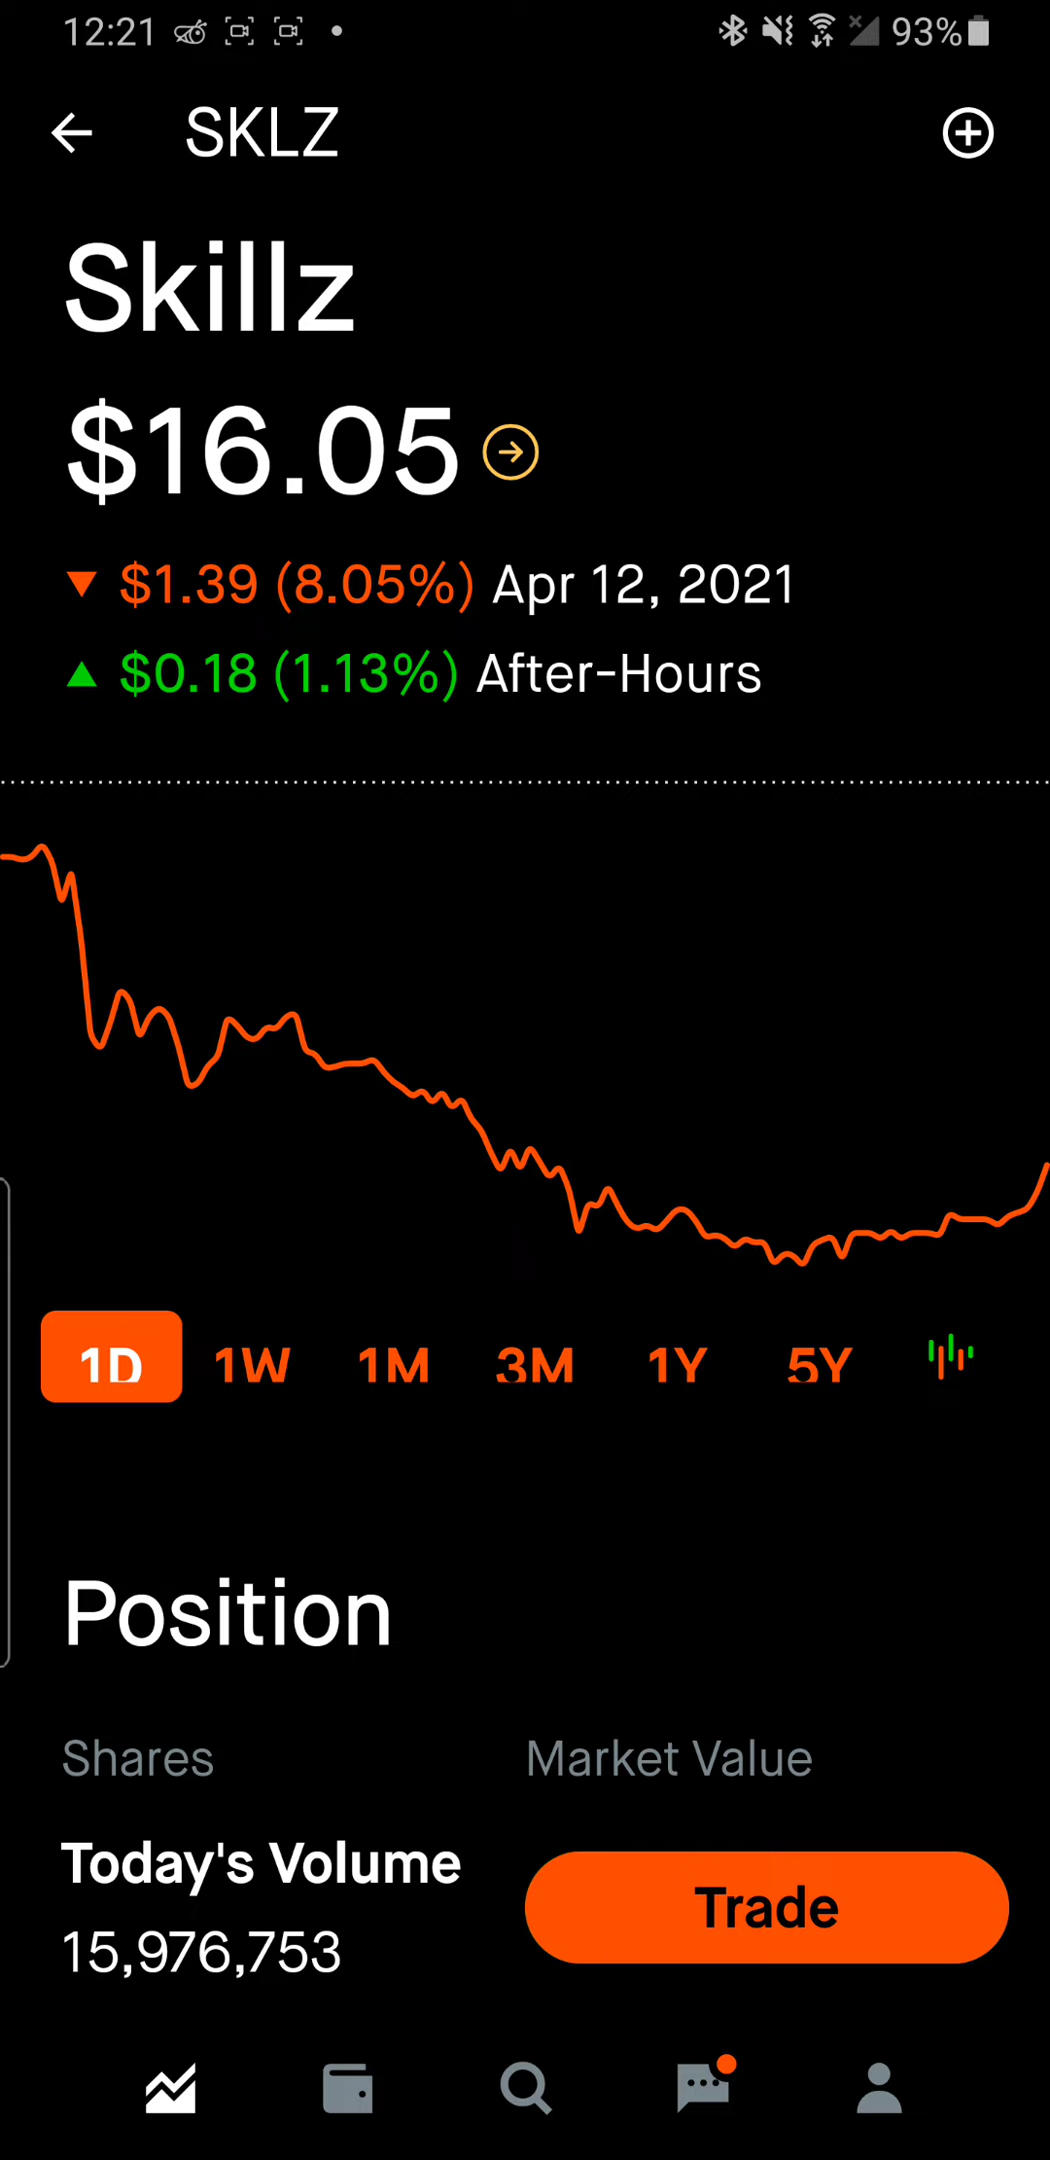 12:21 93%
SKLZ
Skillz
$16.05
$1.39 (8.05%) Apr 12, 2021
$0.18 (1.13%) After-Hours
1D 1W 1M 3M 1Y 5Y
Position
Shares Market Value
Today's Volume
15,976,753
Trade